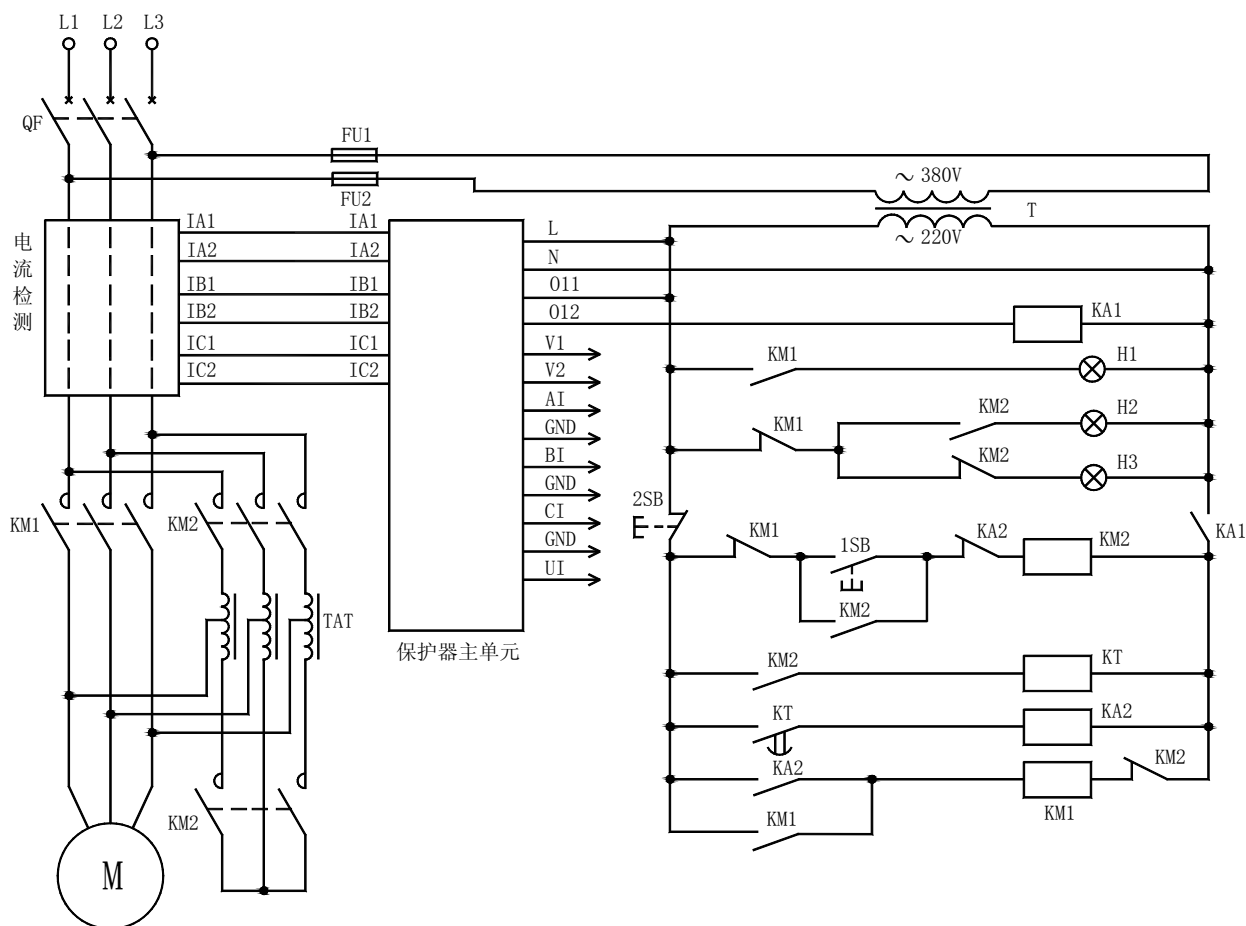 L1 L2 L3
QF
FU1
FU2
～380V
T
～220V
电流检测
IA1 IA1
IA2 IA2
IB1 IB1
IB2 IB2
IC1 IC1
IC2 IC2
L
N
O11
O12
V1
V2
AI
GND
BI
GND
CI
GND
UI
保护器主单元
KA1
KM1 H1
KM1 KM2 H2
KM2 H3
2SB
KA1
KM1 1SB KA2 KM2
KM2
KM2 KT
KT KA2
KA2 KM1 KM2
KM1
KM1 KM2
TAT
KM2
M